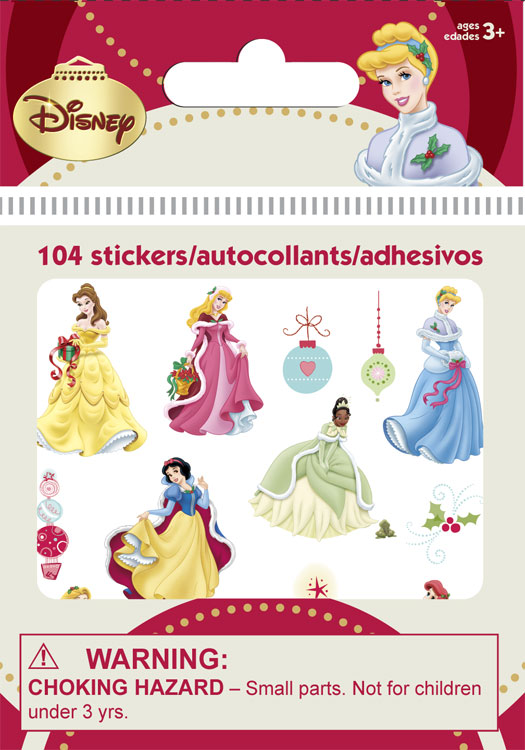 ages
edades 3+
Disney
104 stickers/autocollants/adhesivos
WARNING:
CHOKING HAZARD – Small parts. Not for children
under 3 yrs.